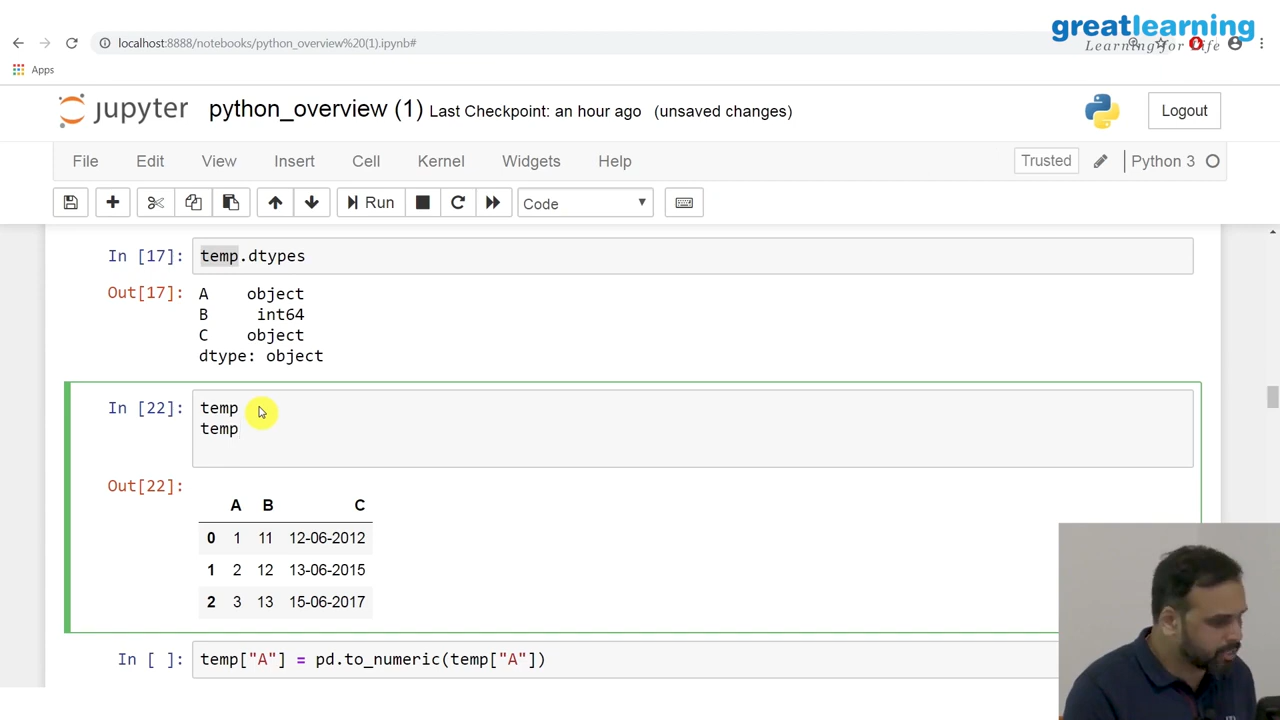 greatlearning
Learning for Life
localhost:8888/notebooks/python_overview%20(1).ipynb#
Apps
jupyter python_overview (1) Last Checkpoint: an hour ago (unsaved changes)
Logout
File Edit View Insert Cell Kernel Widgets Help
Trusted Python 3
Run Code
In [17]: temp.dtypes
Out[17]: A object
B int64
C object
dtype: object
In [22]: temp
temp
Out[22]:
A B C
0 1 11 12-06-2012
1 2 12 13-06-2015
2 3 13 15-06-2017
In [ ]: temp["A"] = pd.to_numeric(temp["A"])